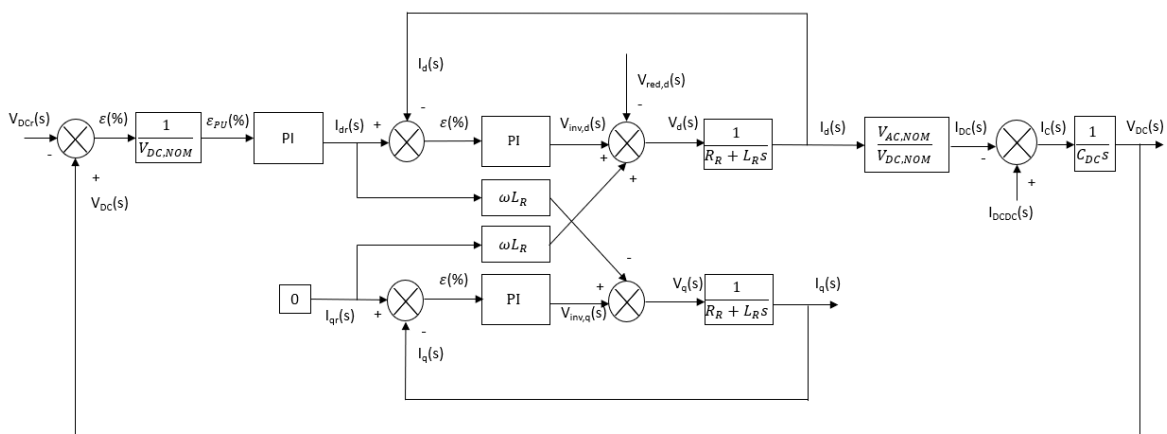 I_d(s)
V_red,d(s)
-
-
V_DCr(s)
ε(%)
1
V_DC,NOM
ε_PU(%)
PI
I_dr(s)
+
ε(%)
PI
V_inv,d(s)
V_d(s)
1
R_R + L_R s
I_d(s)
V_AC,NOM
V_DC,NOM
I_DC(s)
I_C(s)
1
C_DC s
V_DC(s)
-
+
-
+
+
+
V_DC(s)
ωL_R
I_DCDC(s)
ωL_R
-
ε(%)
V_q(s)
1
R_R + L_R s
I_q(s)
0
PI
+
I_qr(s)
+
V_inv,q(s)
-
I_q(s)